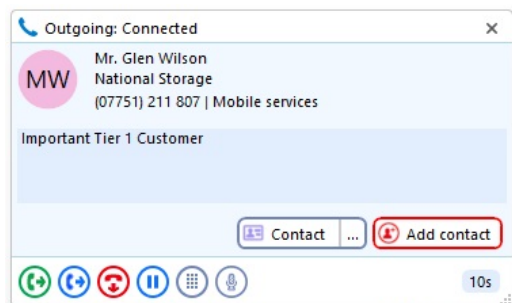 Outgoing: Connected
MW
Mr. Glen Wilson
National Storage
(07751) 211 807 | Mobile services
Important Tier 1 Customer
Contact ... Add contact
10s